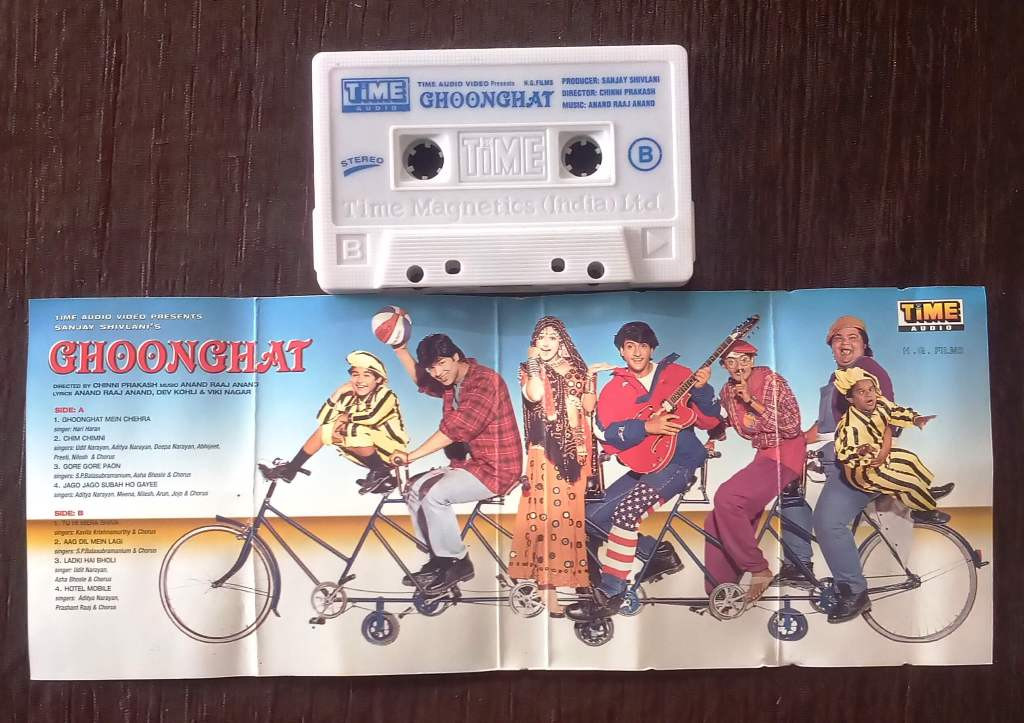 TiME
AUDIO
TIME AUDIO VIDEO Presents N.G.FILMS
GHOONGHAT
PRODUCER: SANJAY SHIVLANI
DIRECTOR: CHINNI PRAKASH
MUSIC: ANAND RAAJ ANAND
STEREO
TiME
B
Time Magnetics (India) Ltd.
B
TIME AUDIO VIDEO PRESENTS
SANJAY SHIVLANI'S
GHOONGHAT
DIRECTED BY CHINNI PRAKASH MUSIC ANAND RAAJ ANAND
LYRICS ANAND RAAJ ANAND, DEV KOHLI & VIKI NAGAR
SIDE: A
1. GHOONGHAT MEIN CHEHRA
singer: Hari Haran
2. CHIM CHIMNI
singers: Udit Narayan, Aditya Narayan, Deepa Narayan, Abhijeet,
Preeti, Nilesh & Chorus
3. GORE GORE PAON
singers: S.P.Balasubramanium, Asha Bhosle & Chorus
4. JAGO JAGO SUBAH HO GAYEE
singers: Aditya Narayan, Meena, Nilesh, Arun, Jojo & Chorus
SIDE: B
1. TU HI MERA
singers: Kavita Krishnamurthy & Chorus
2. AAG DIL MEIN LAGI
singers: S.P.Balasubramanium & Chorus
3. LADKI HAI BHOLI
singer: Udit Narayan,
Asha Bhosle & Chorus
4. HOTEL MOBILE
singers: Aditya Narayan,
Prashant Raaj & Chorus
TiME
AUDIO
N.G. FILMS